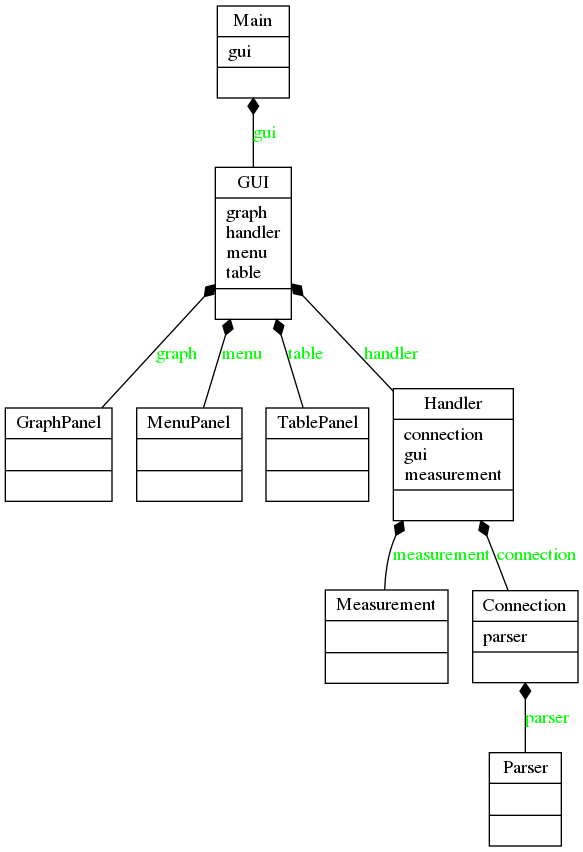 Main
gui
gui
GUI
graph
handler
menu
table
graph
menu
table
handler
GraphPanel
MenuPanel
TablePanel
Handler
connection
gui
measurement
measurement
connection
Measurement
Connection
parser
parser
Parser